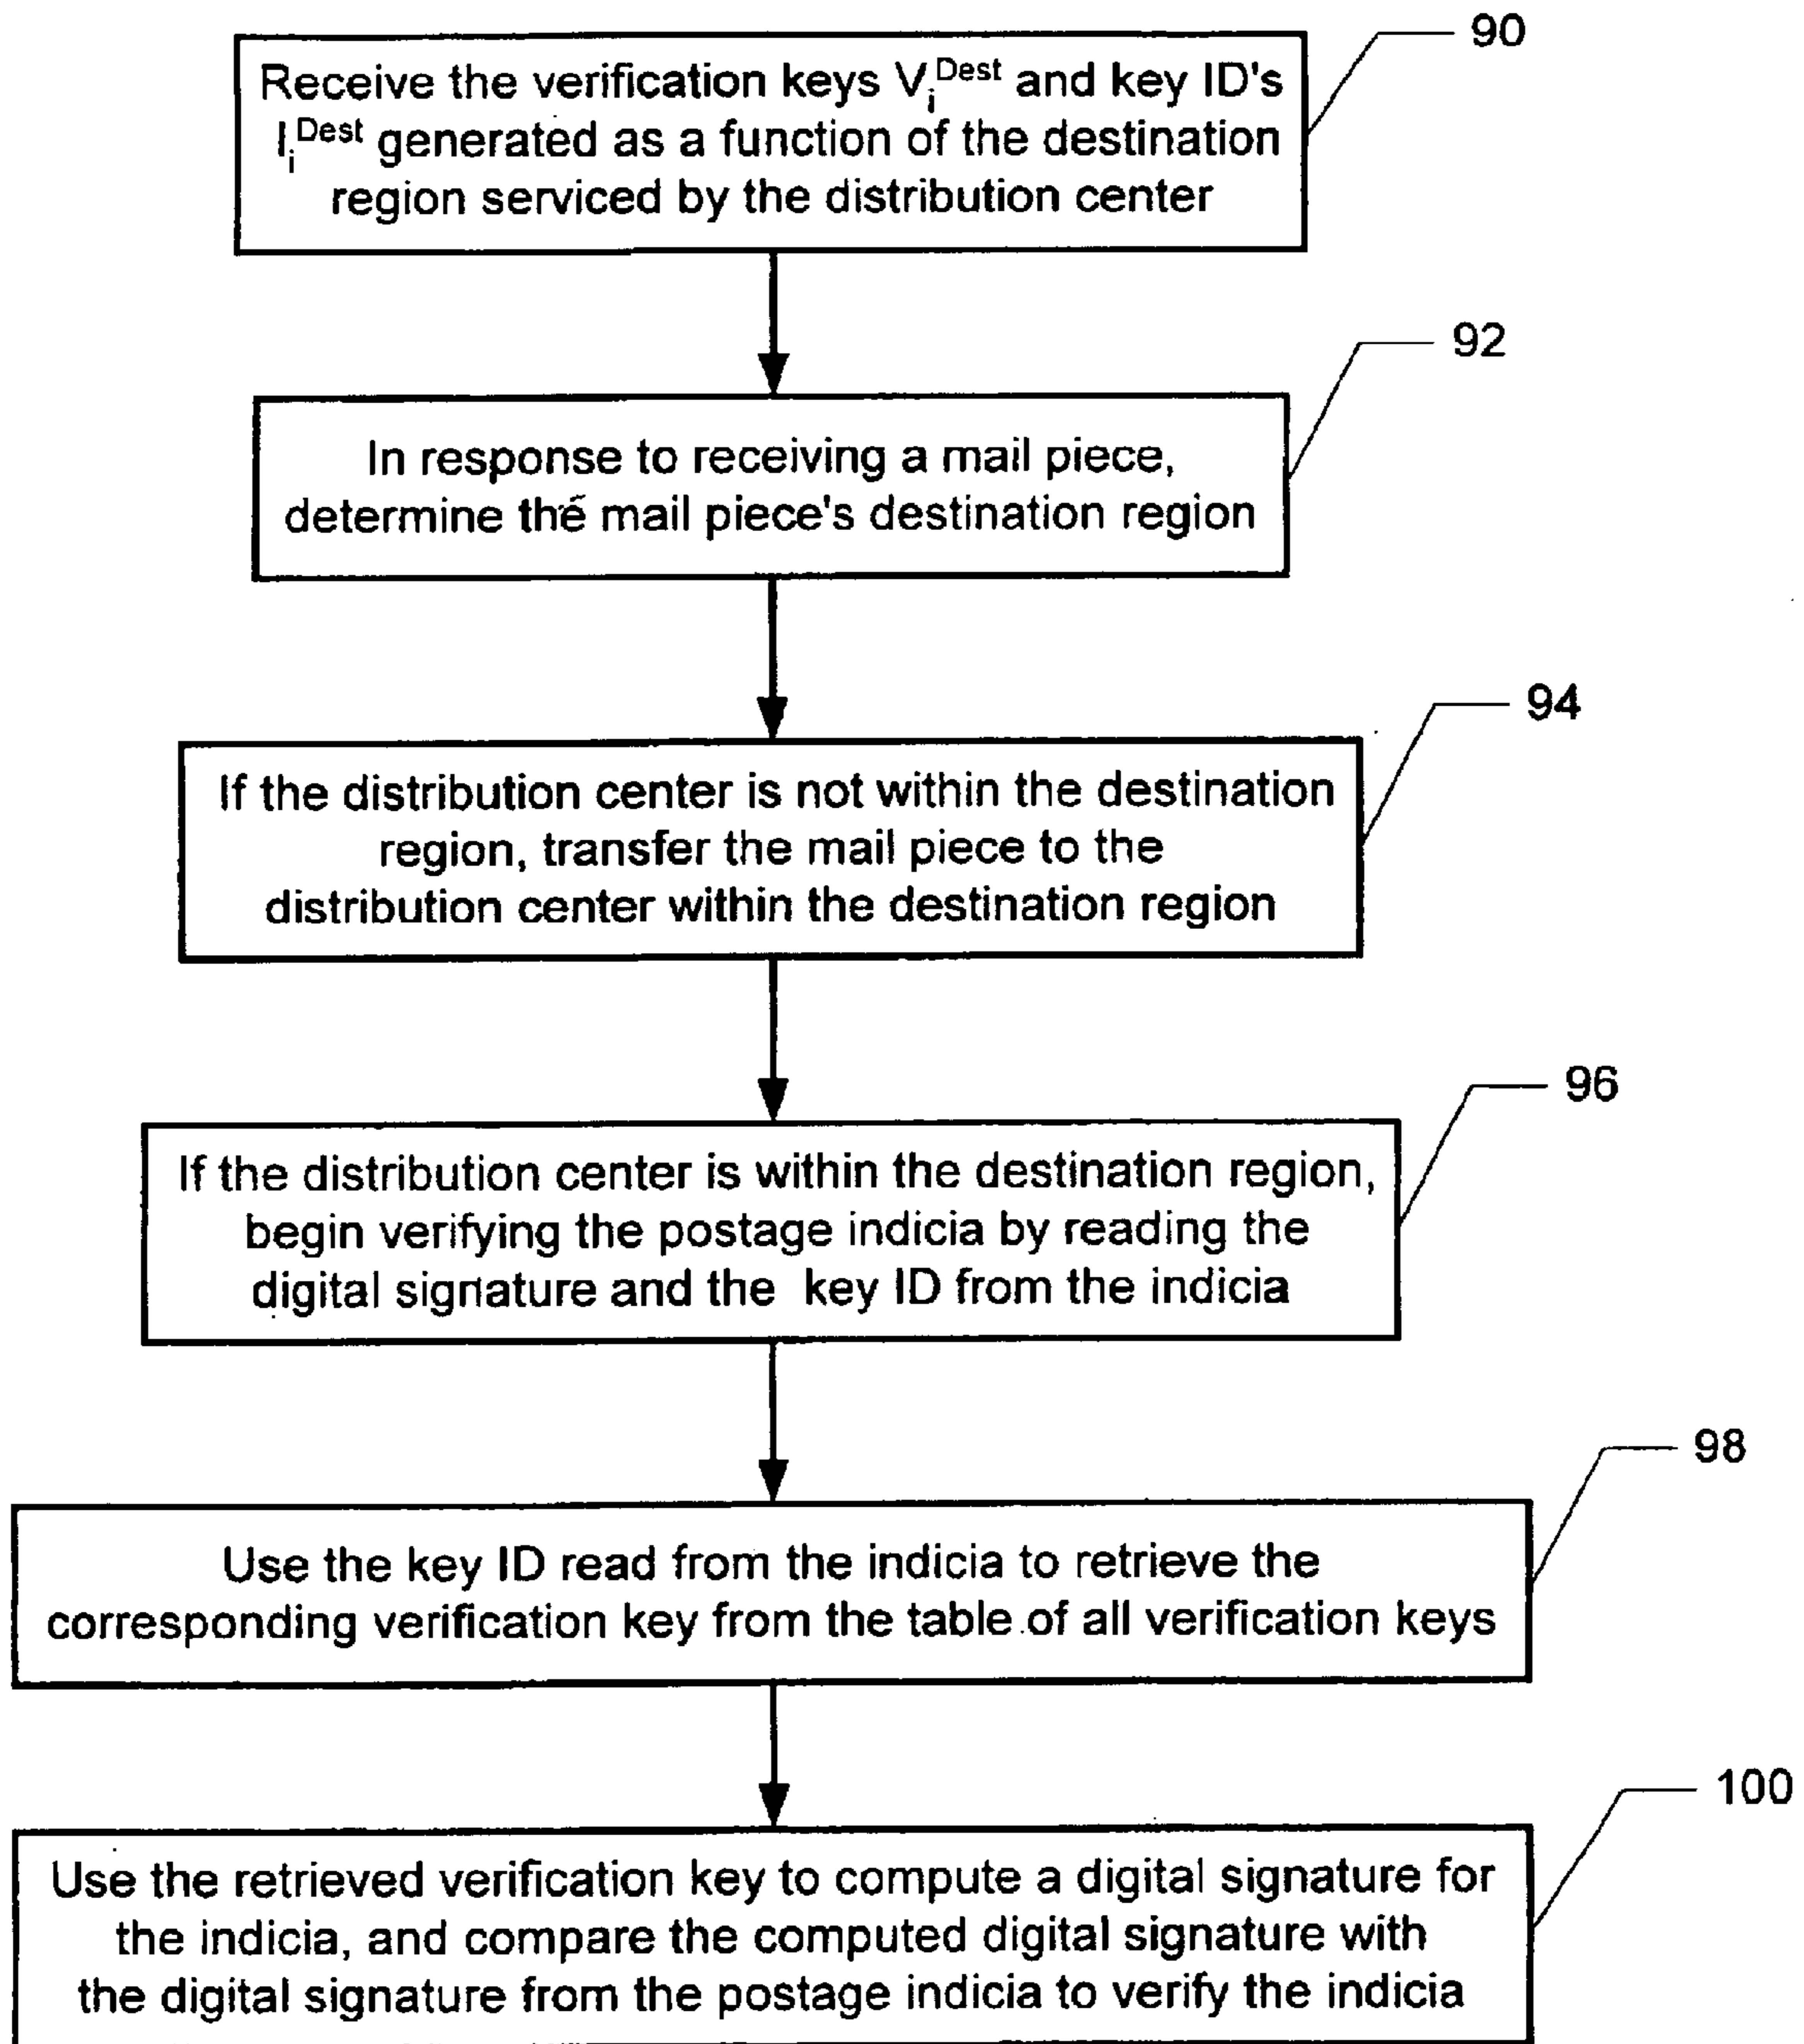 90
Receive the verification keys V_i^Dest and key ID's
I_i^Dest generated as a function of the destination
region serviced by the distribution center
92
In response to receiving a mail piece,
determine the mail piece's destination region
94
If the distribution center is not within the destination
region, transfer the mail piece to the
distribution center within the destination region
96
If the distribution center is within the destination region,
begin verifying the postage indicia by reading the
digital signature and the key ID from the indicia
98
Use the key ID read from the indicia to retrieve the
corresponding verification key from the table of all verification keys
100
Use the retrieved verification key to compute a digital signature for
the indicia, and compare the computed digital signature with
the digital signature from the postage indicia to verify the indicia